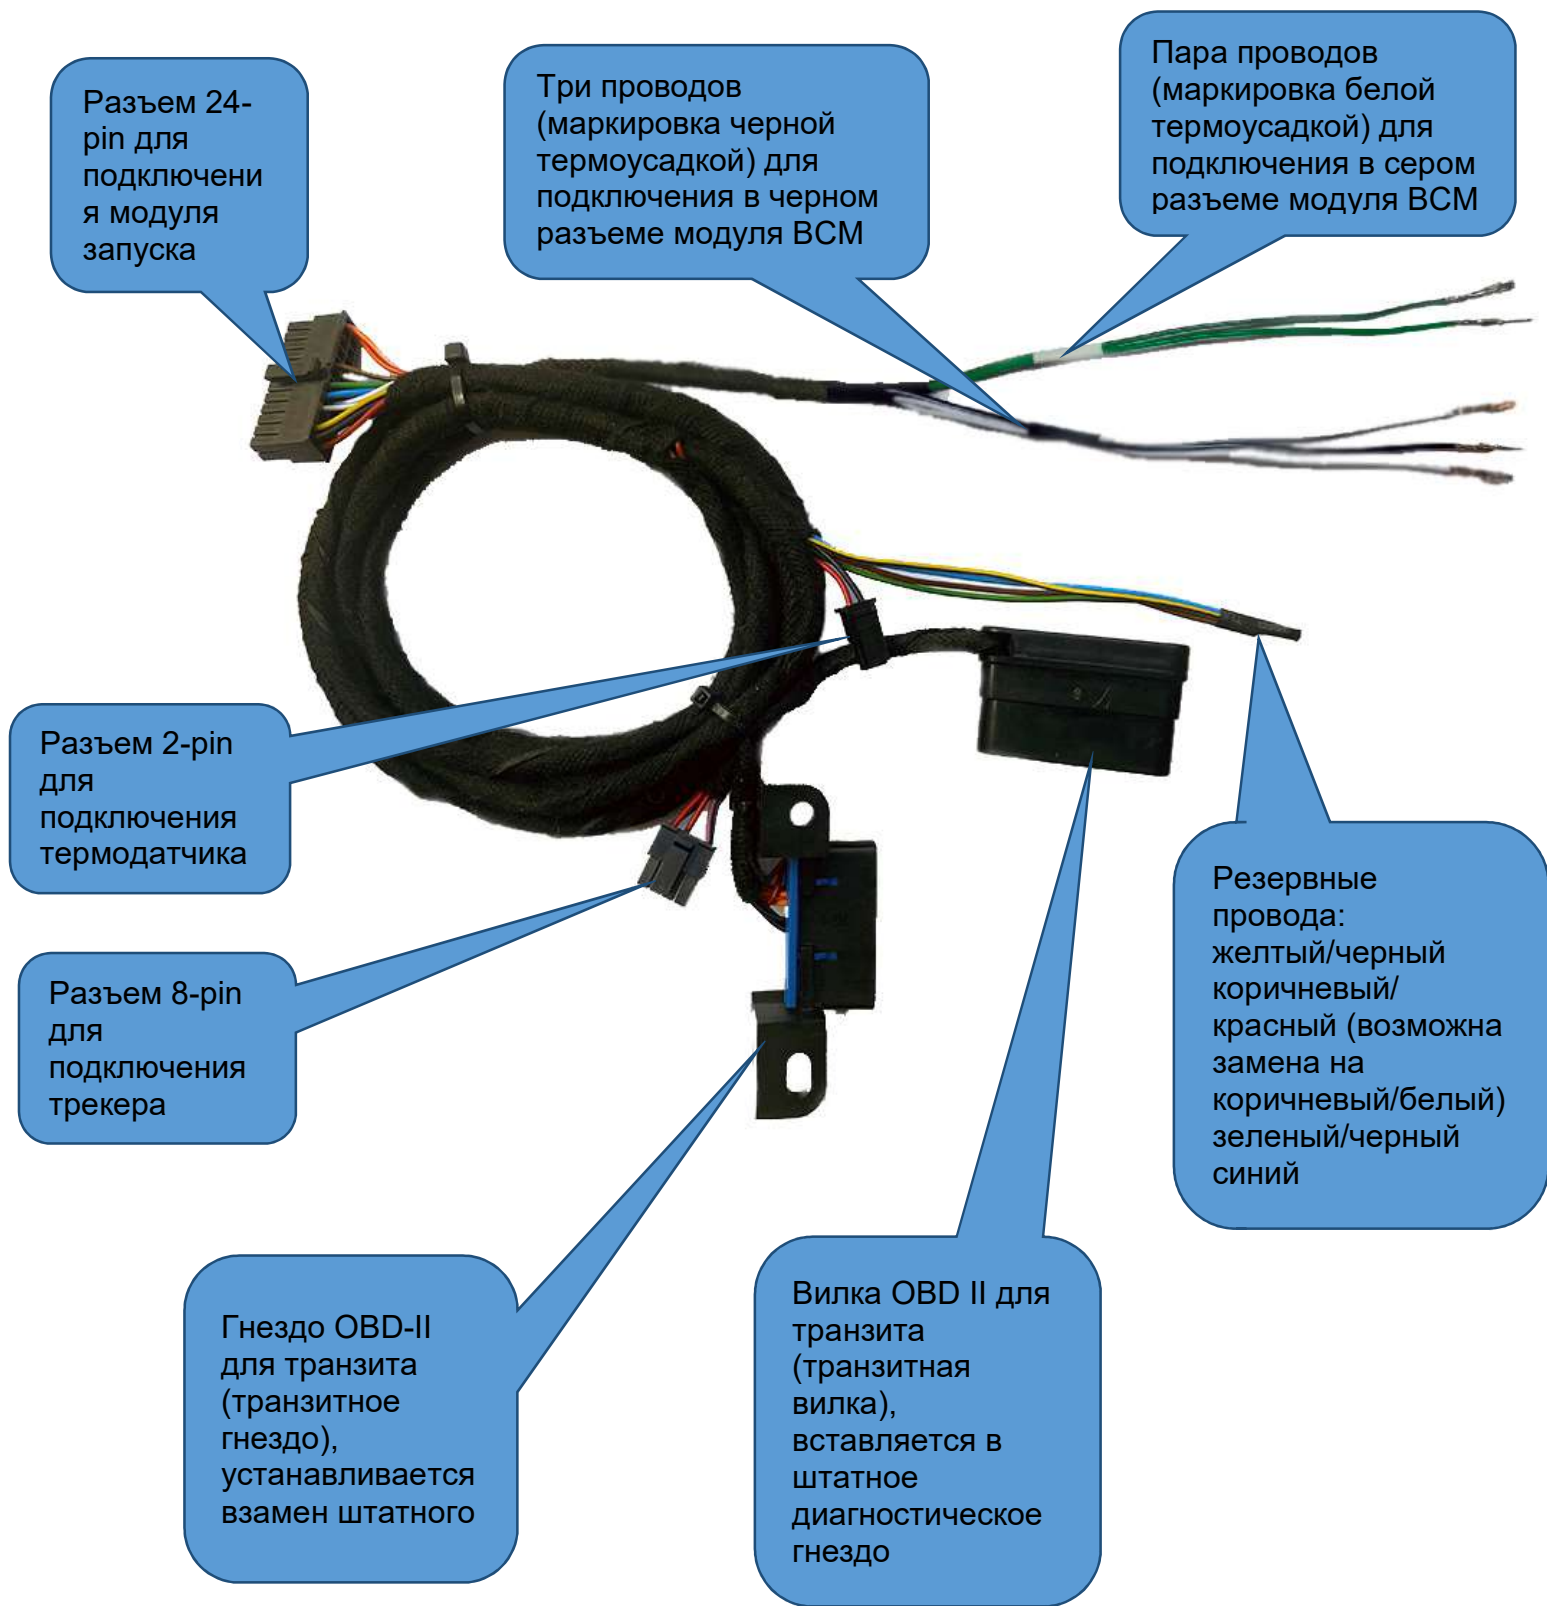 Разъем 24-
pin для
подключени
я модуля
запуска
Три проводов
(маркировка черной
термоусадкой) для
подключения в черном
разъеме модуля BCM
Пара проводов
(маркировка белой
термоусадкой) для
подключения в сером
разъеме модуля BCM
Разъем 2-pin
для
подключения
термодатчика
Разъем 8-pin
для
подключения
трекера
Резервные
провода:
желтый/черный
коричневый/
красный (возможна
замена на
коричневый/белый)
зеленый/черный
синий
Гнездо OBD-II
для транзита
(транзитное
гнездо),
устанавливается
взамен штатного
Вилка OBD II для
транзита
(транзитная
вилка),
вставляется в
штатное
диагностическое
гнездо